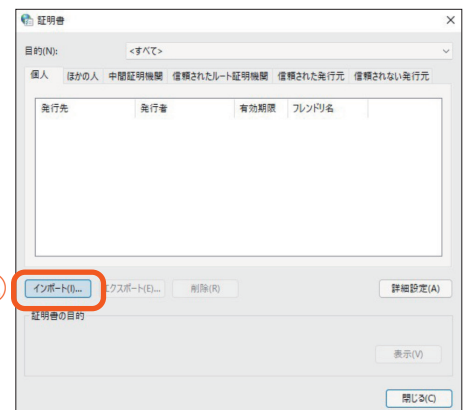 証明書
目的(N): <すべて>
個人 ほかの人 中間証明機関 信頼されたルート証明機関 信頼された発行元 信頼されない発行元
発行先 発行者 有効期限 フレンドリ名
インポート(I)... エクスポート(E)... 削除(R) 詳細設定(A)
証明書の目的
表示(V)
閉じる(C)